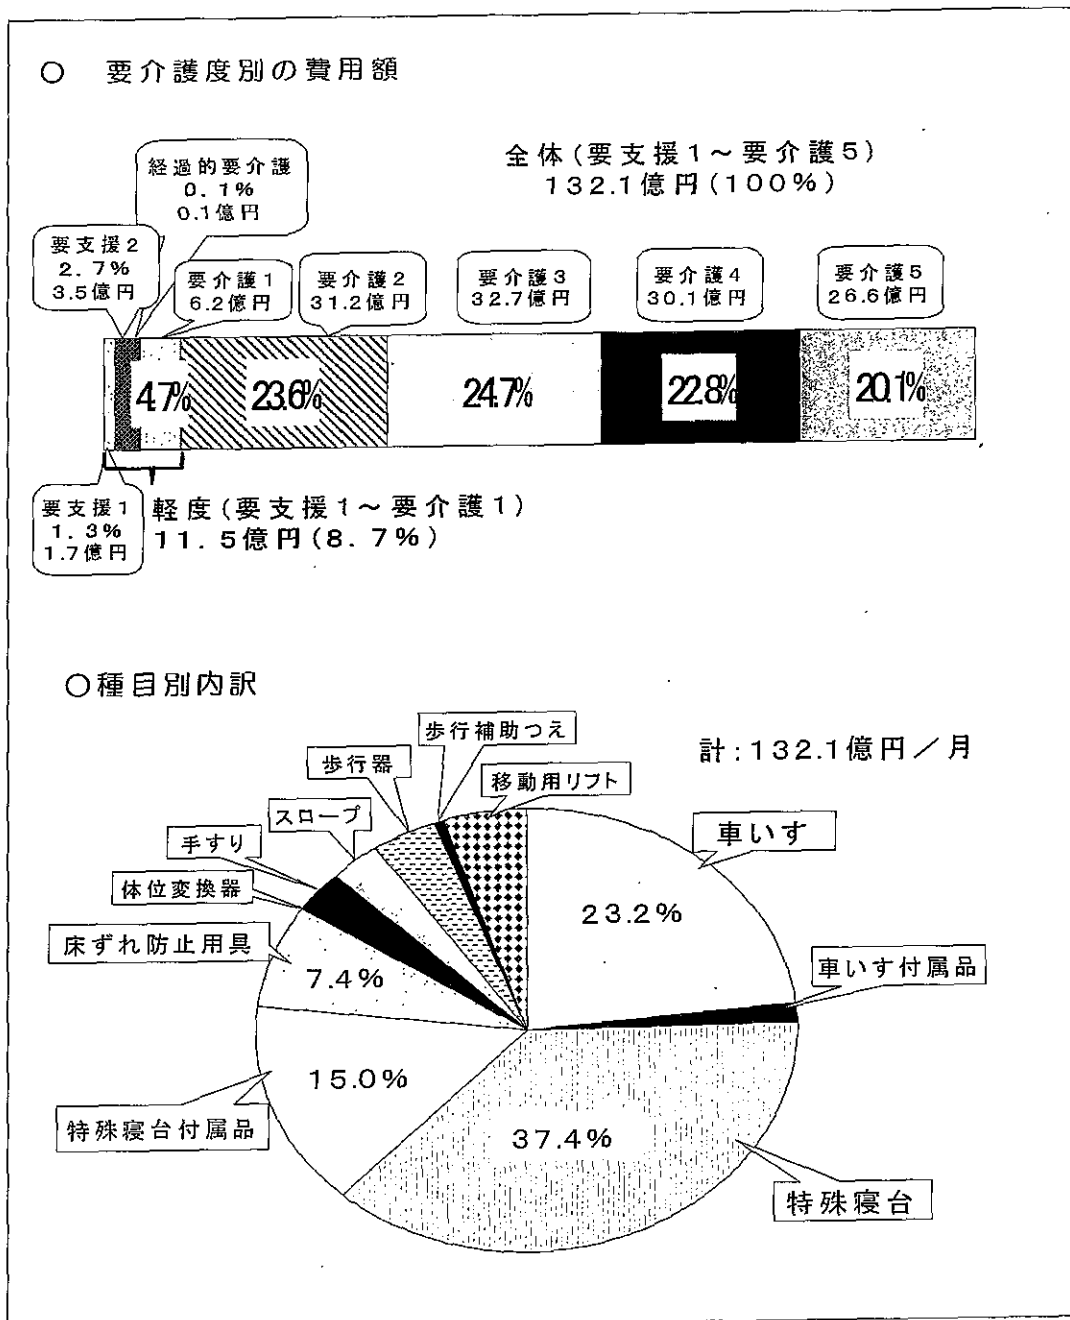 ○ 要介護度別の費用額
経過的要介護
0.1%
0.1億円
全体(要支援1~要介護5)
132.1億円(100%)
要支援2
2.7%
3.5億円
要介護1
6.2億円
要介護2
31.2億円
要介護3
32.7億円
要介護4
30.1億円
要介護5
26.6億円
4.7%
23.6%
24.7%
22.8%
20.1%
要支援1
1.3%
1.7億円
軽度(要支援1~要介護1)
11.5億円(8.7%)
○種目別内訳
計:132.1億円/月
歩行補助つえ
歩行器
移動用リフト
スロープ
手すり
体位変換器
床ずれ防止用具
車いす
23.2%
車いす付属品
7.4%
15.0%
特殊寝台付属品
37.4%
特殊寝台